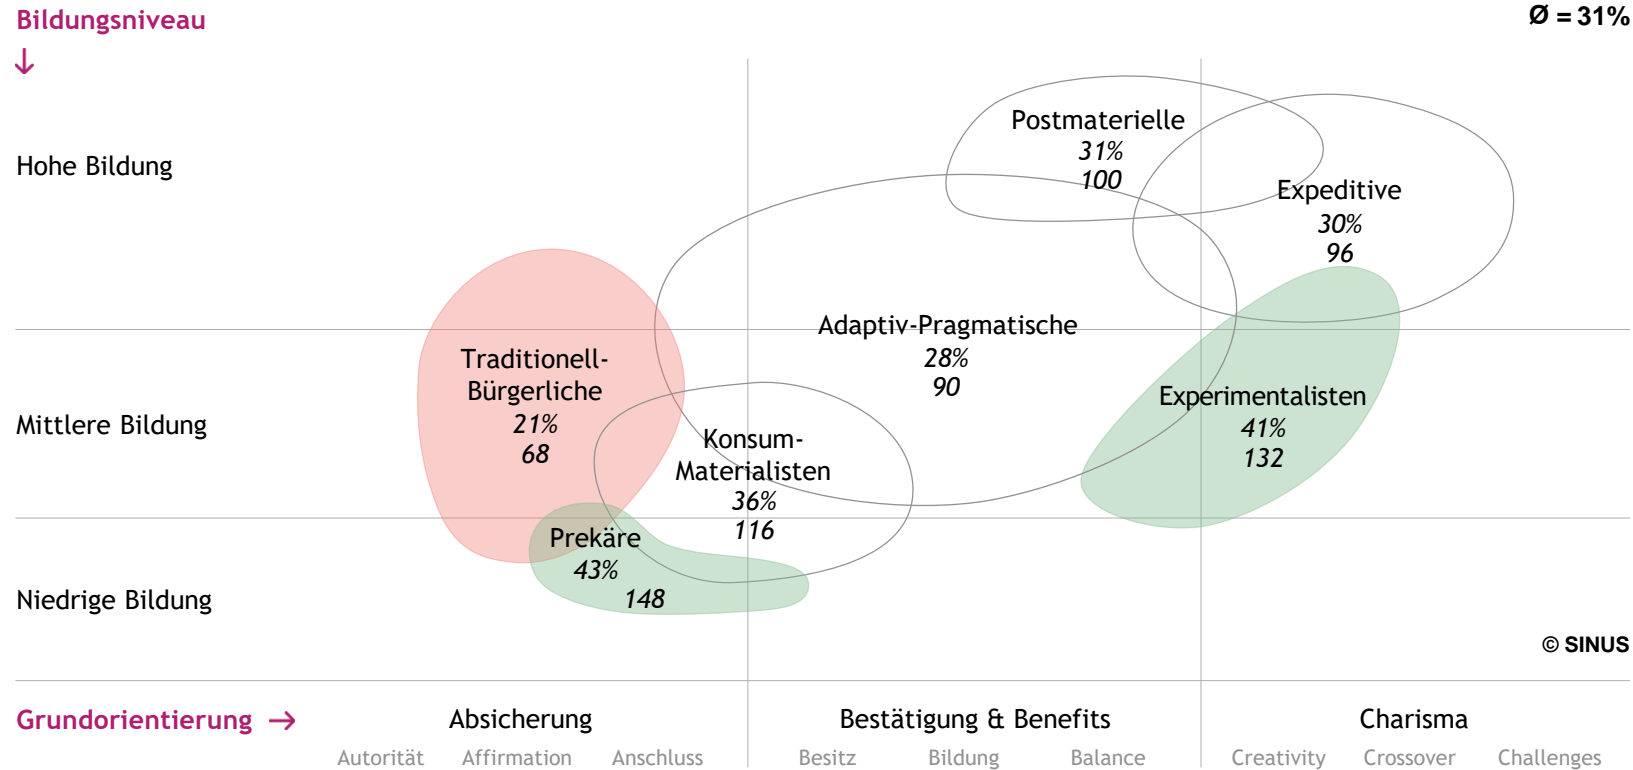 Bildungsniveau
↓
Ø = 31%
Hohe Bildung
Postmaterielle
31%
100
Expeditive
30%
96
Adaptiv-Pragmatische
28%
90
Mittlere Bildung
Traditionell-
Bürgerliche
21%
68
Experimentalisten
41%
132
Konsum-
Materialisten
36%
116
Niedrige Bildung
Prekäre
43%
148
© SINUS
Grundorientierung →
Absicherung
Bestätigung & Benefits
Charisma
Autorität Affirmation Anschluss Besitz Bildung Balance Creativity Crossover Challenges